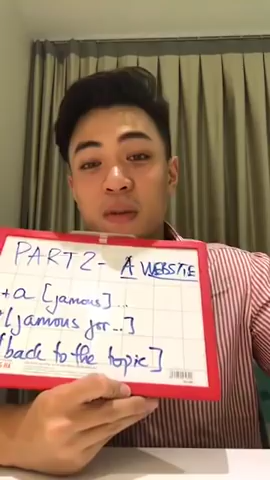 PART 2 - A WEBSITE
+ a [famous]...
+[famous for...]
[back to the topic]